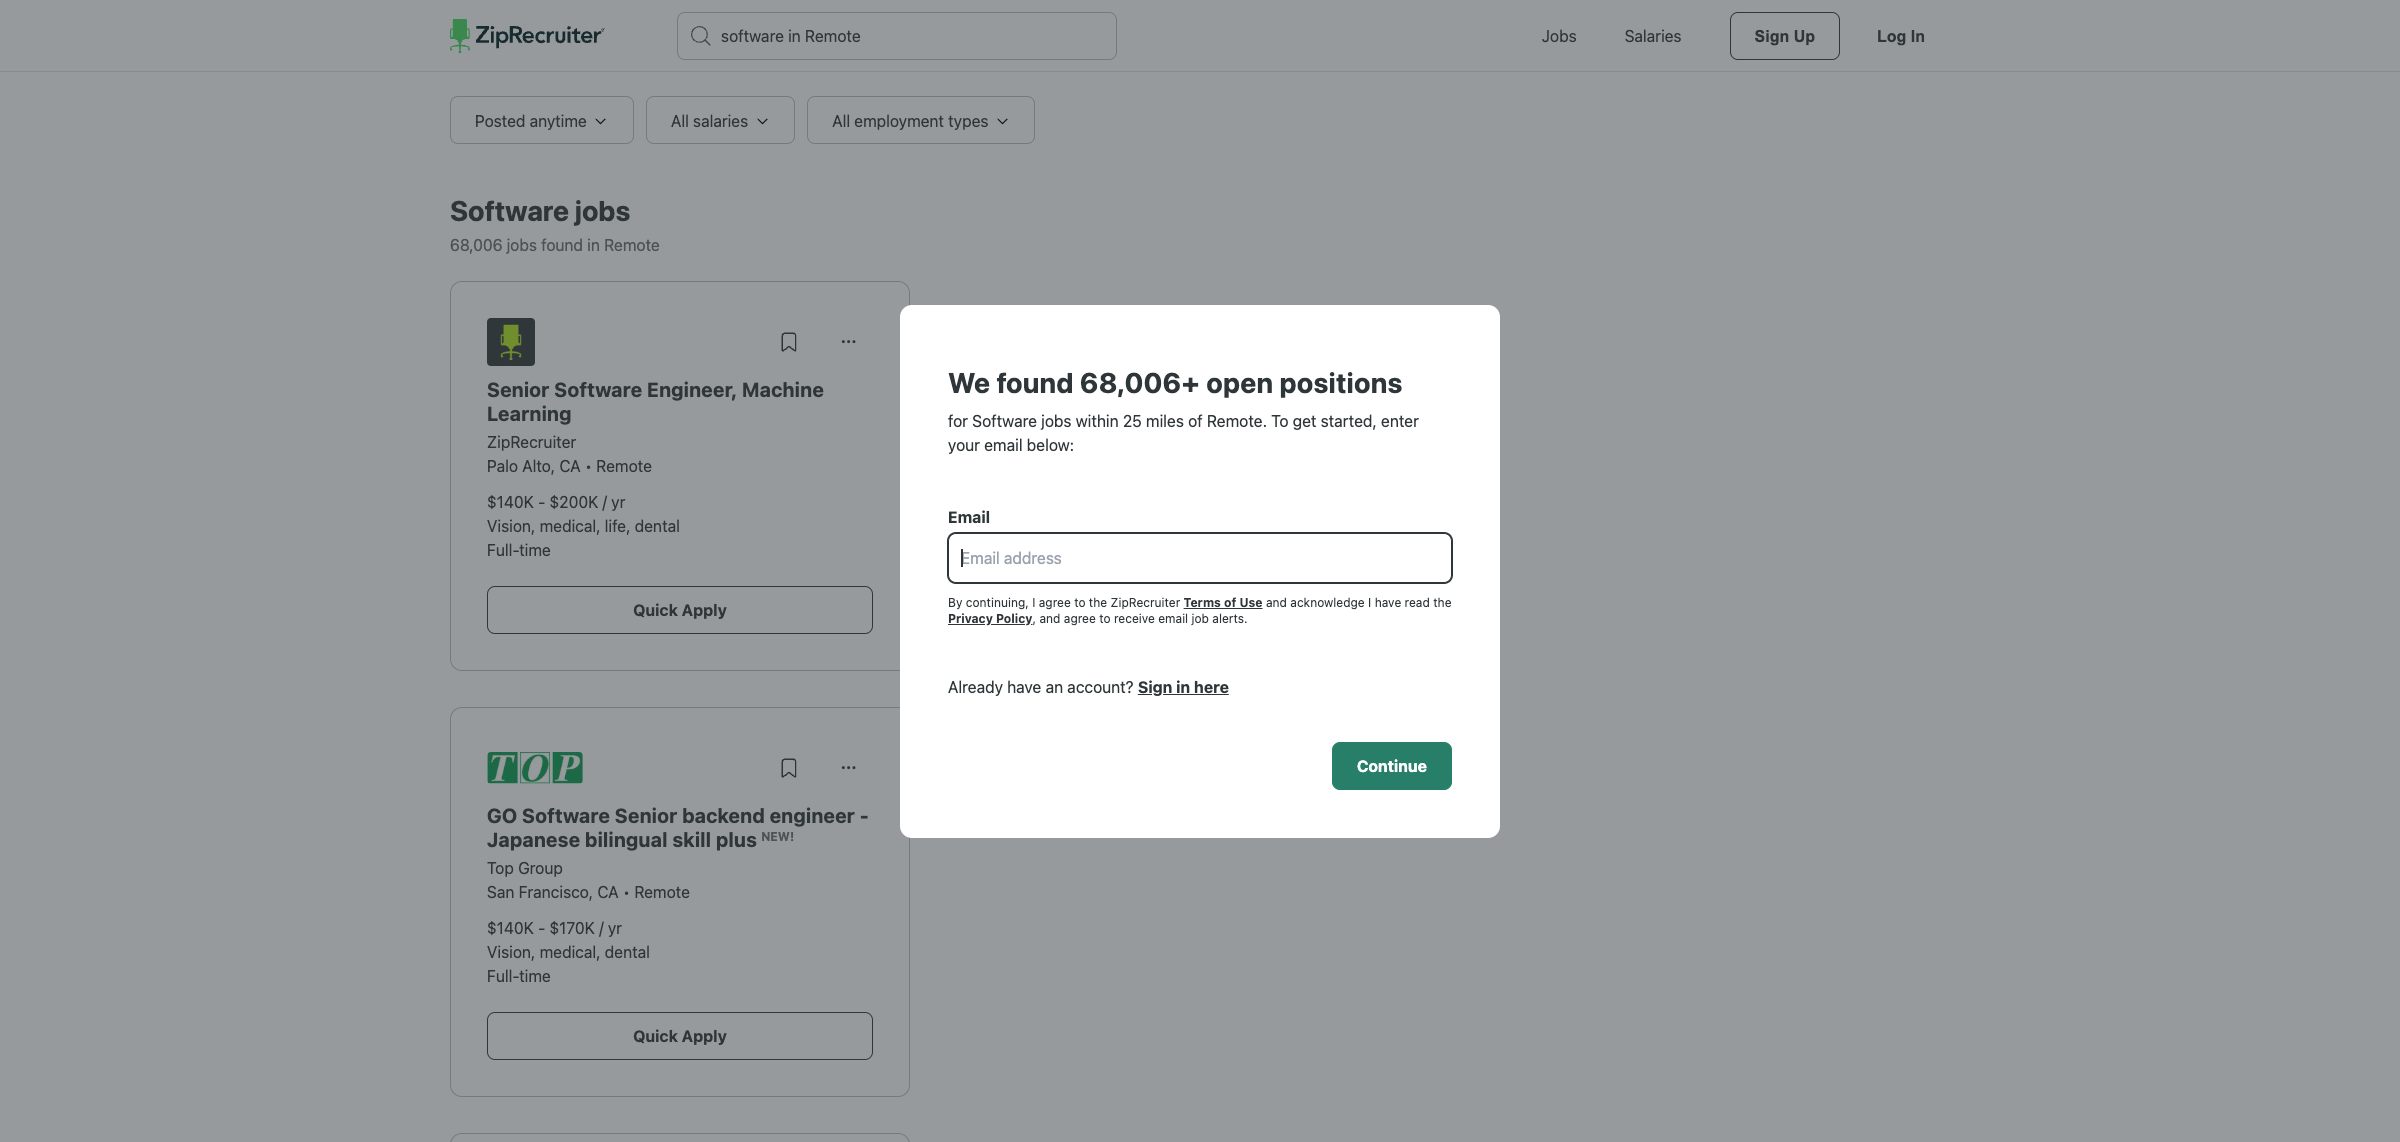 ZipRecruiter
software in Remote
Jobs
Salaries
Sign Up
Log In
Posted anytime
All salaries
All employment types
Software jobs
68,006 jobs found in Remote
Senior Software Engineer, Machine
Learning
ZipRecruiter
Palo Alto, CA • Remote
$140K - $200K / yr
Vision, medical, life, dental
Full-time
Quick Apply
TOP
GO Software Senior backend engineer -
Japanese bilingual skill plus NEW!
Top Group
San Francisco, CA • Remote
$140K - $170K / yr
Vision, medical, dental
Full-time
Quick Apply
We found 68,006+ open positions
for Software jobs within 25 miles of Remote. To get started, enter
your email below:
Email
Email address
By continuing, I agree to the ZipRecruiter Terms of Use and acknowledge I have read the
Privacy Policy, and agree to receive email job alerts.
Already have an account? Sign in here
Continue